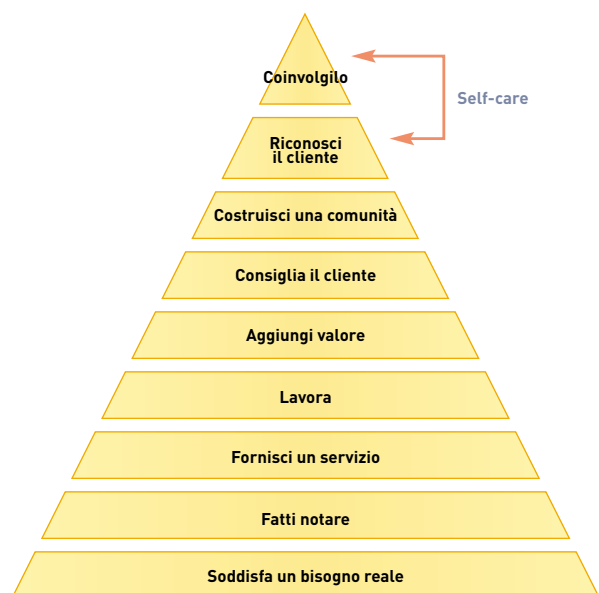 Coinvolgilo
Self-care
Riconosci
il cliente
Costruisci una comunità
Consiglia il cliente
Aggiungi valore
Lavora
Fornisci un servizio
Fatti notare
Soddisfa un bisogno reale